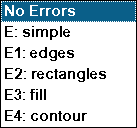 No Errors
E: simple
E1: edges
E2: rectangles
E3: fill
E4: contour